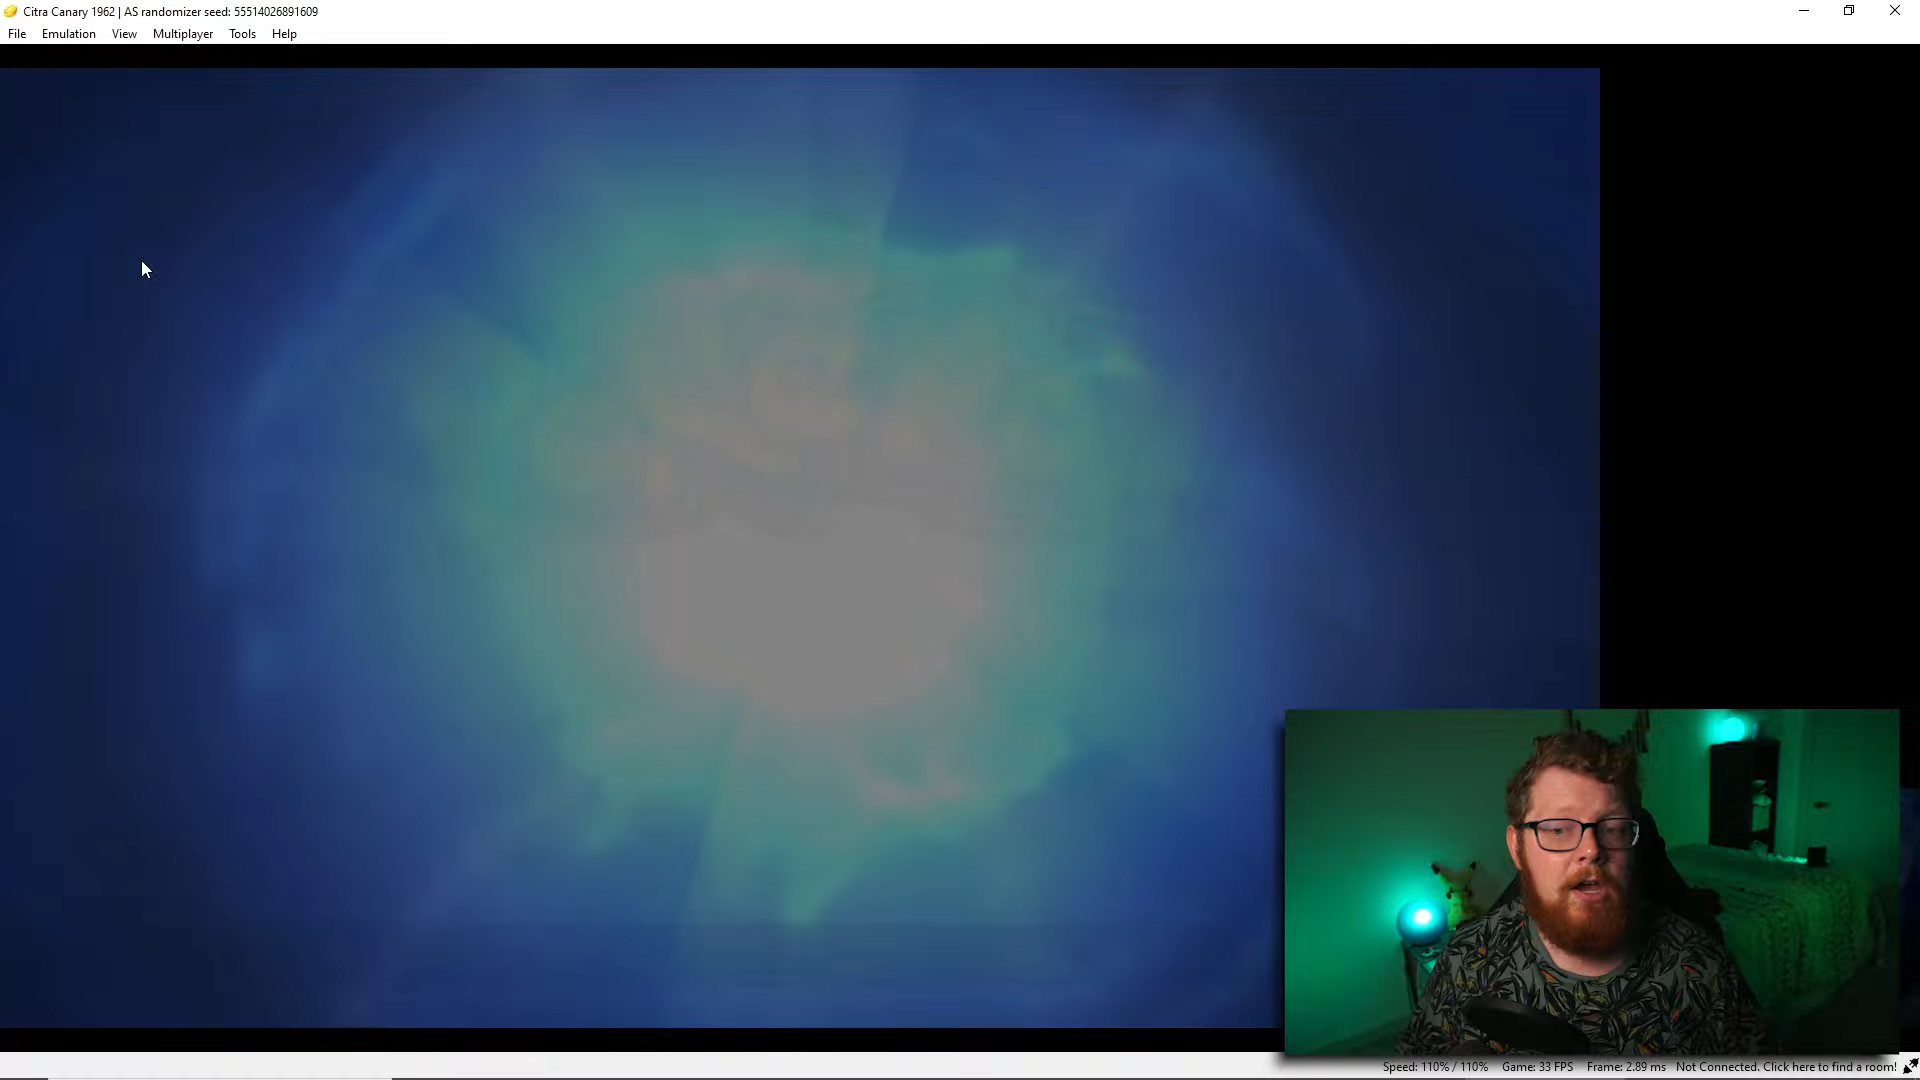 Citra Canary 1962 | AS randomizer seed: 55514026891609
File Emulation View Multiplayer Tools Help
Speed: 110% / 110% Game: 33 FPS Frame: 2.89 ms Not Connected. Click here to find a room!